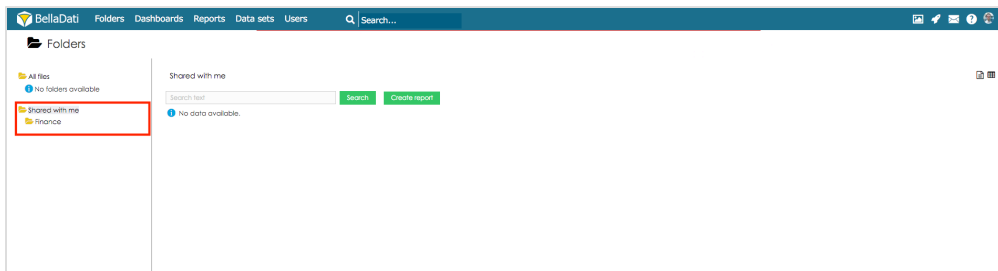 BellaDati Folders Dashboards Reports Data sets Users Search...
Folders
All files
No folders available
Shared with me
Finance
Shared with me
Search text Search Create report
No data available.